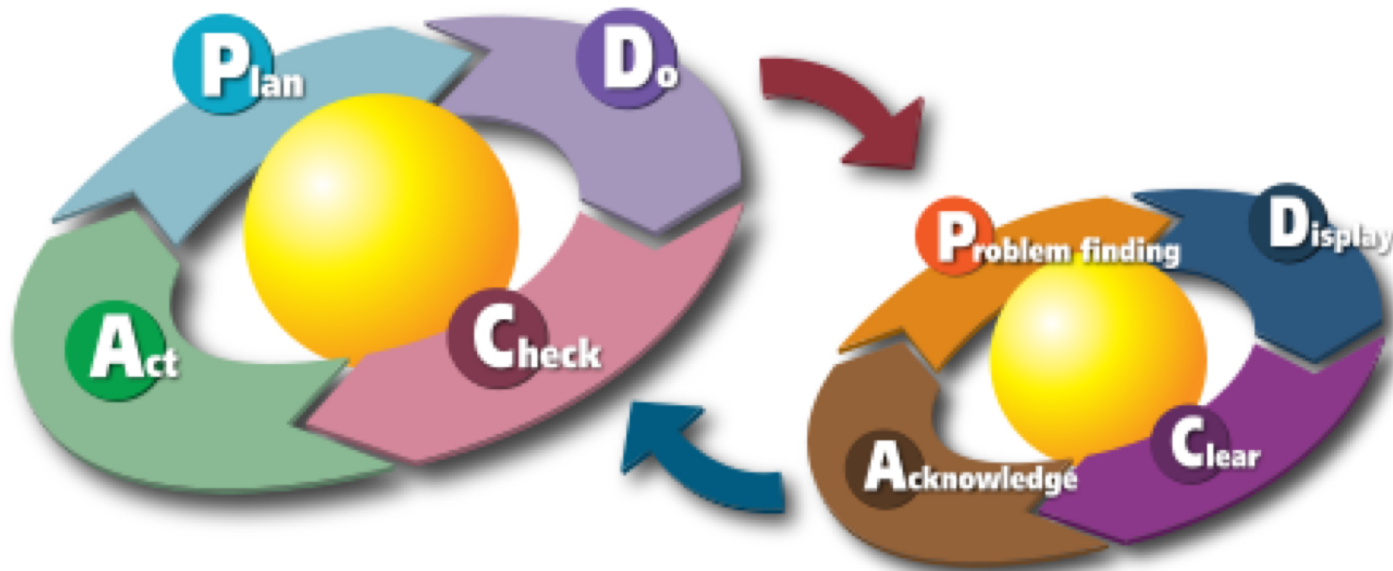 Plan
Do
Check
Act
Problem finding
Display
Clear
Acknowledge